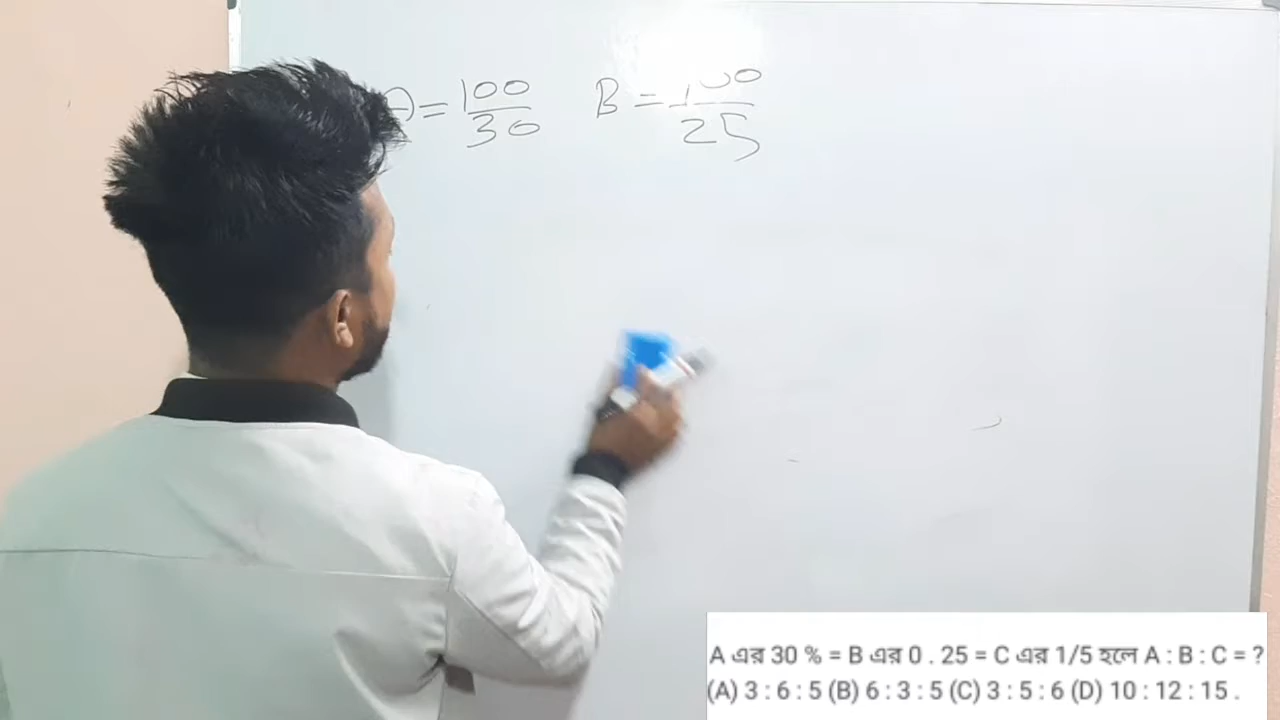 A = 100/30 B = 100/25
A এর 30 % = B এর 0 . 25 = C এর 1/5 হলে A : B : C = ?
(A) 3 : 6 : 5 (B) 6 : 3 : 5 (C) 3 : 5 : 6 (D) 10 : 12 : 15 .